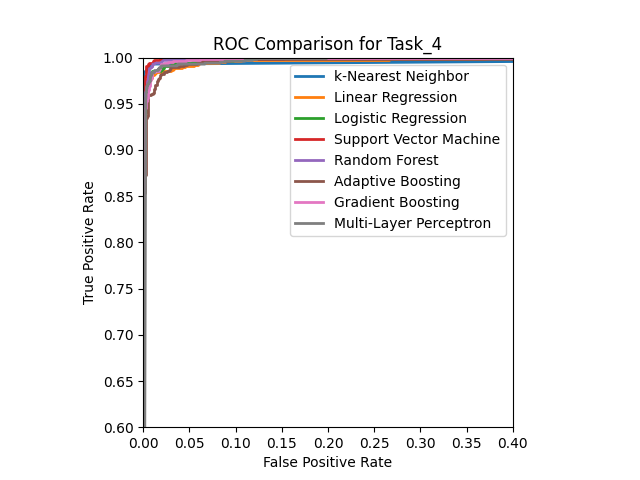 ROC Comparison for Task_4
1.00
0.95
0.90
0.85
0.80
0.75
0.70
0.65
0.60
True Positive Rate
k-Nearest Neighbor
Linear Regression
Logistic Regression
Support Vector Machine
Random Forest
Adaptive Boosting
Gradient Boosting
Multi-Layer Perceptron
0.00 0.05 0.10 0.15 0.20 0.25 0.30 0.35 0.40
False Positive Rate